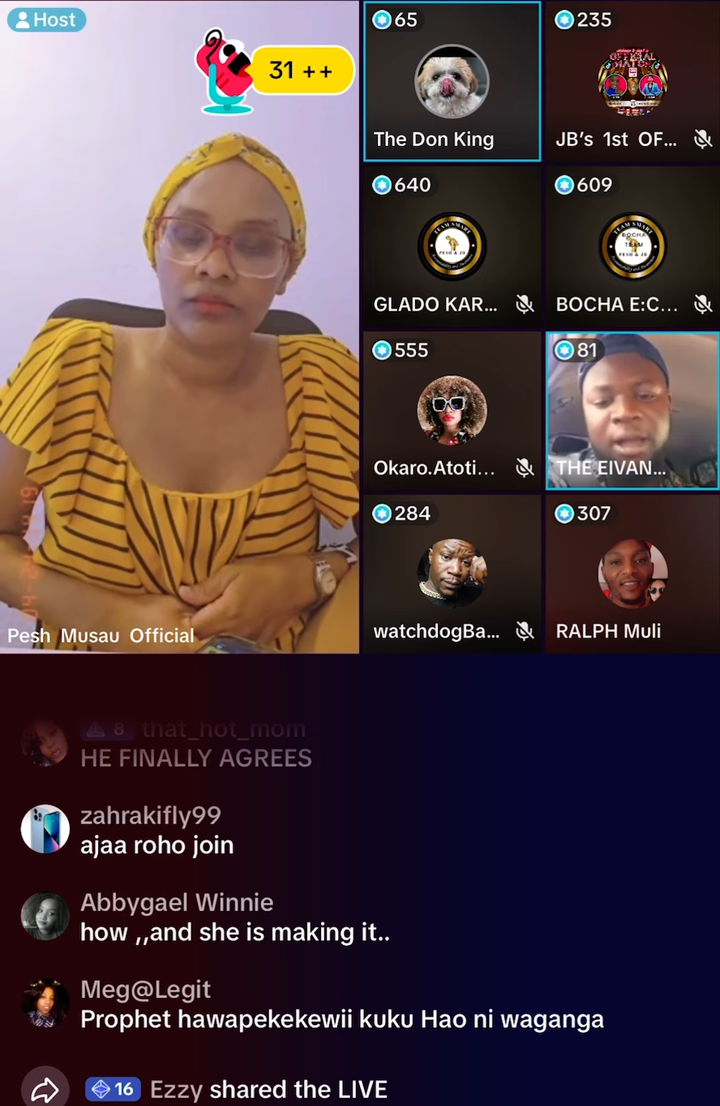 Host
31 ++
65
The Don King
235
JB's 1st OF...
640
GLADO KAR...
609
BOCHA E:C...
555
Okaro.Atoti...
81
THE EIVAN...
284
watchdogBa...
307
RALPH Muli
Pesh Musau Official
8 that_hot_mom
HE FINALLY AGREES
zahrakifly99
ajaa roho join
Abbygael Winnie
how ,,and she is making it..
Meg@Legit
Prophet hawapekekewii kuku Hao ni waganga
16 Ezzy shared the LIVE